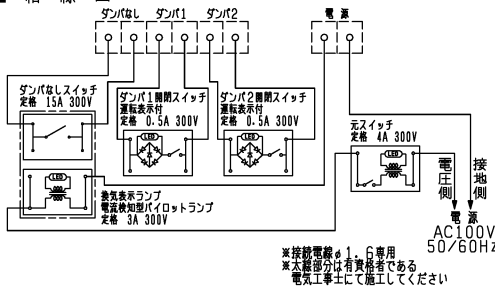 結 線 図
ダンパなし ダンパ1 ダンパ2 電 源
ダンパなしスイッチ
定格 15A 300V
ダンパ1開閉スイッチ
運転表示付
定格 0.5A 300V
ダンパ2開閉スイッチ
運転表示付
定格 0.5A 300V
元スイッチ
定格 4A 300V
LED
LED
LED
LED
換気表示ランプ
電流検知型パイロットランプ
定格 3A 300V
電圧側
接地側
電 源
AC100V
50/60Hz
※接続電線φ1.6専用
※太線部分は有資格者である
電気工事士にて施工してください